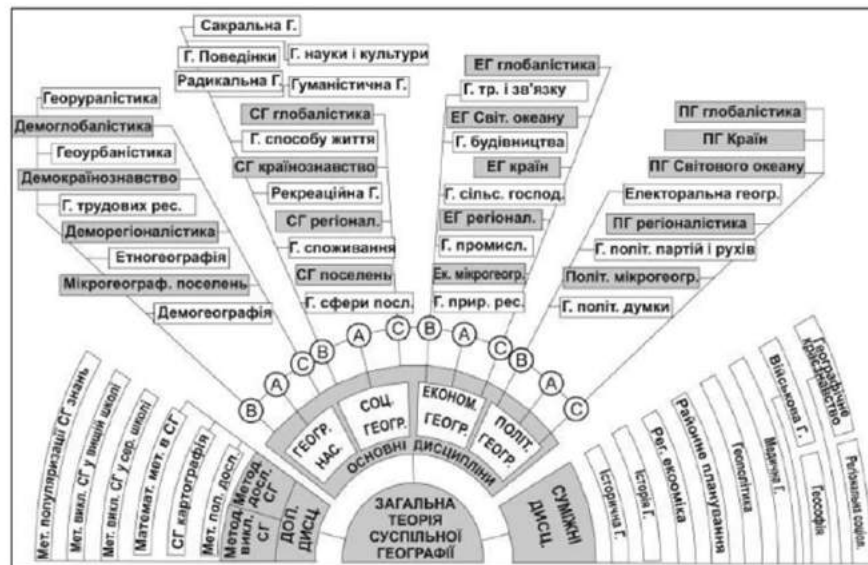 Сакральна Г.
Г. Поведінки
Г. науки і культури
Радикальна Г.
Гуманістична Г.
Георуралістика
Демоглобалістика
Геоурбаністика
Демокраїнознавство
Г. трудових рес.
Деморегіоналістика
Етногеографія
Мікрогеограф. поселень
Демогеографія
СГ глобалістика
Г. способу життя
СГ країнознавство
Рекреаційна Г.
СГ регіонал.
Г. споживання
СГ поселень
Г. сфери посл.
ЕГ глобалістика
Г. тр. і зв'язку
ЕГ Світ. океану
Г. будівництва
ЕГ країн
Г. сільс. господ.
ЕГ регіонал.
Г. промисл.
Ек. мікрогеогр.
Г. прир. рес.
ПГ глобалістика
ПГ Країн
ПГ Світового океану
Електоральна геогр.
ПГ регіоналістика
Г. політ. партій і рухів
Політ. мікрогеогр.
Г. політ. думки
В
А
С
В
А
С
В
А
С
В
А
С
ГЕОГР.
НАС.
СОЦ.
ГЕОГР.
ЕКОНОМ.
ГЕОГР.
ПОЛІТ.
ГЕОГР.
ОСНОВНІ ДИСЦИПЛІНИ
Мет. популяризації СГ знань
Мет. викл. СГ у вищій школі
Мет. викл. СГ у сер. школі
Математ. мет. в СГ
СГ картографія
Мет. пол. досл.
Метод.
досл.
СГ
Метод.
викл.
СГ
ДОП.
ДИСЦ.
ЗАГАЛЬНА
ТЕОРІЯ
СУСПІЛЬНОЇ
ГЕОГРАФІЇ
СУМІЖНІ
ДИСЦ.
Історична Г.
Історія Г.
Рег. екооміка
Районне планування
Геополітика
Медична Г.
Військова Г.
Геософія
Географічне
краєзнавство
Регіональна соціол.